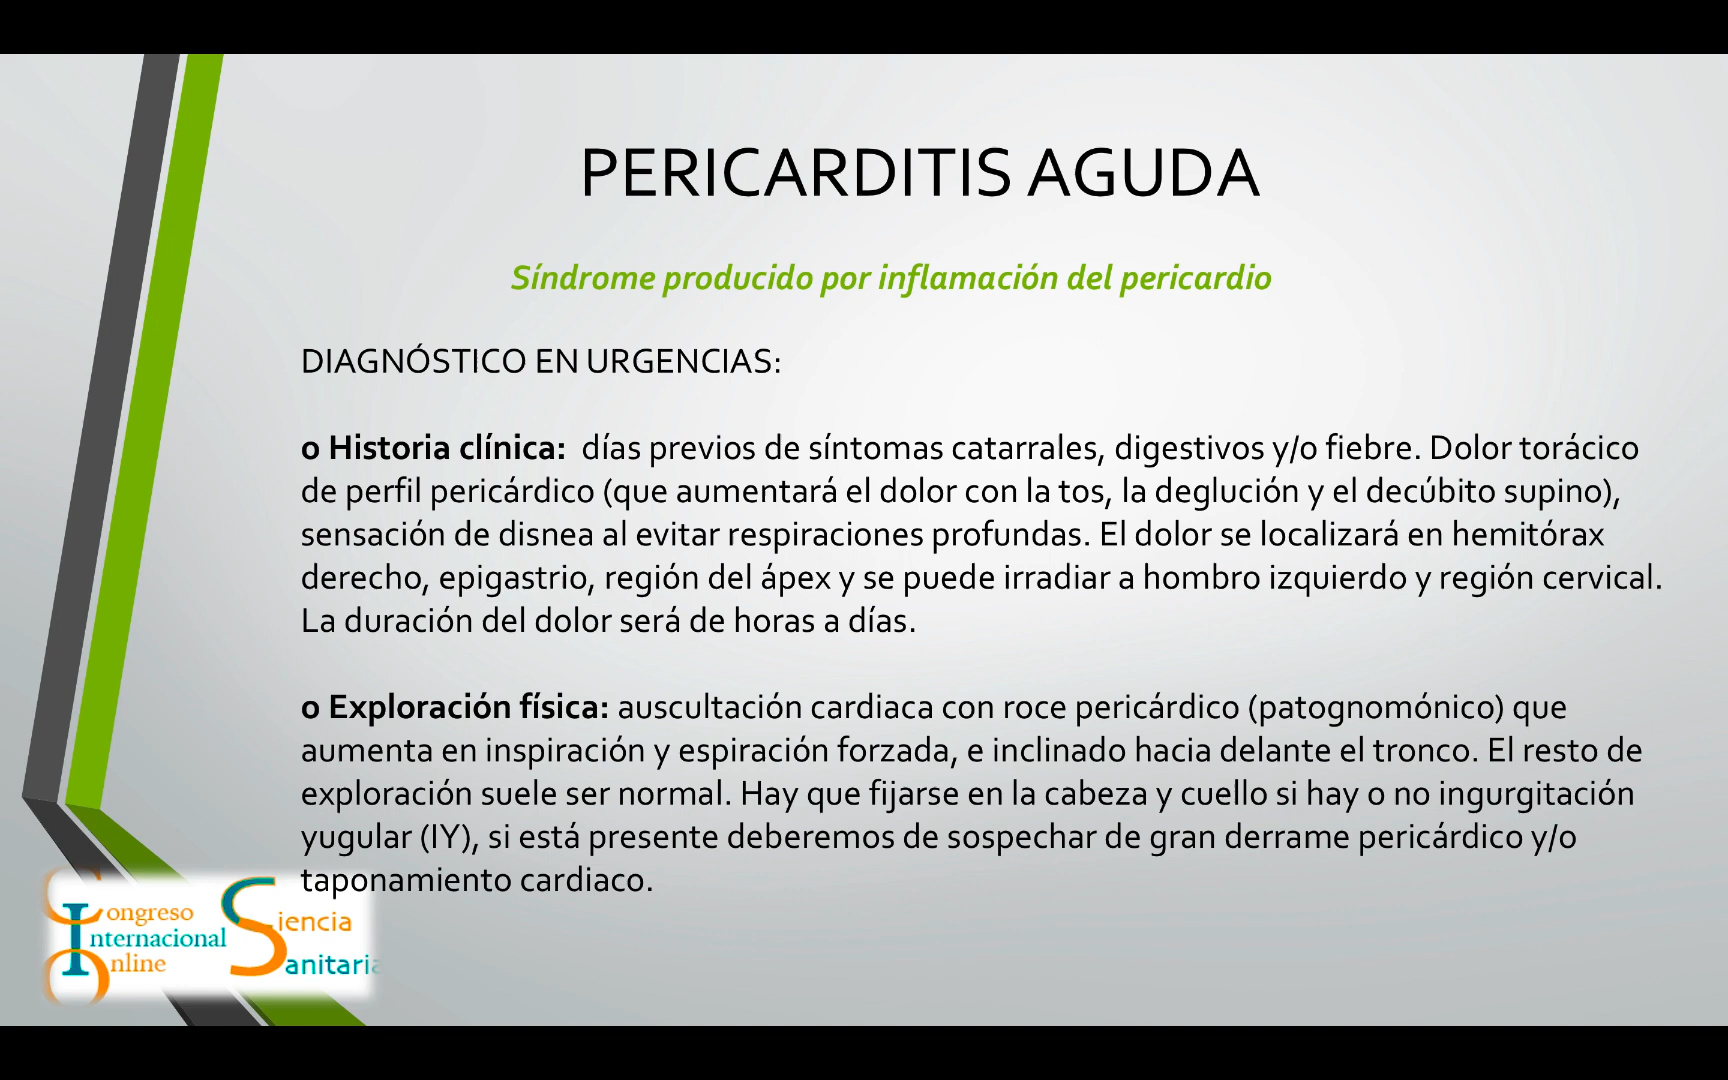 PERICARDITIS AGUDA
Síndrome producido por inflamación del pericardio
DIAGNÓSTICO EN URGENCIAS:
o Historia clínica: días previos de síntomas catarrales, digestivos y/o fiebre. Dolor torácico
de perfil pericárdico (que aumentará el dolor con la tos, la deglución y el decúbito supino),
sensación de disnea al evitar respiraciones profundas. El dolor se localizará en hemitórax
derecho, epigastrio, región del ápex y se puede irradiar a hombro izquierdo y región cervical.
La duración del dolor será de horas a días.
o Exploración física: auscultación cardiaca con roce pericárdico (patognomónico) que
aumenta en inspiración y espiración forzada, e inclinado hacia delante el tronco. El resto de
exploración suele ser normal. Hay que fijarse en la cabeza y cuello si hay o no ingurgitación
yugular (IY), si está presente deberemos de sospechar de gran derrame pericárdico y/o
taponamiento cardiaco.
Congreso
Internacional
Online
Siencia
Sanitaria